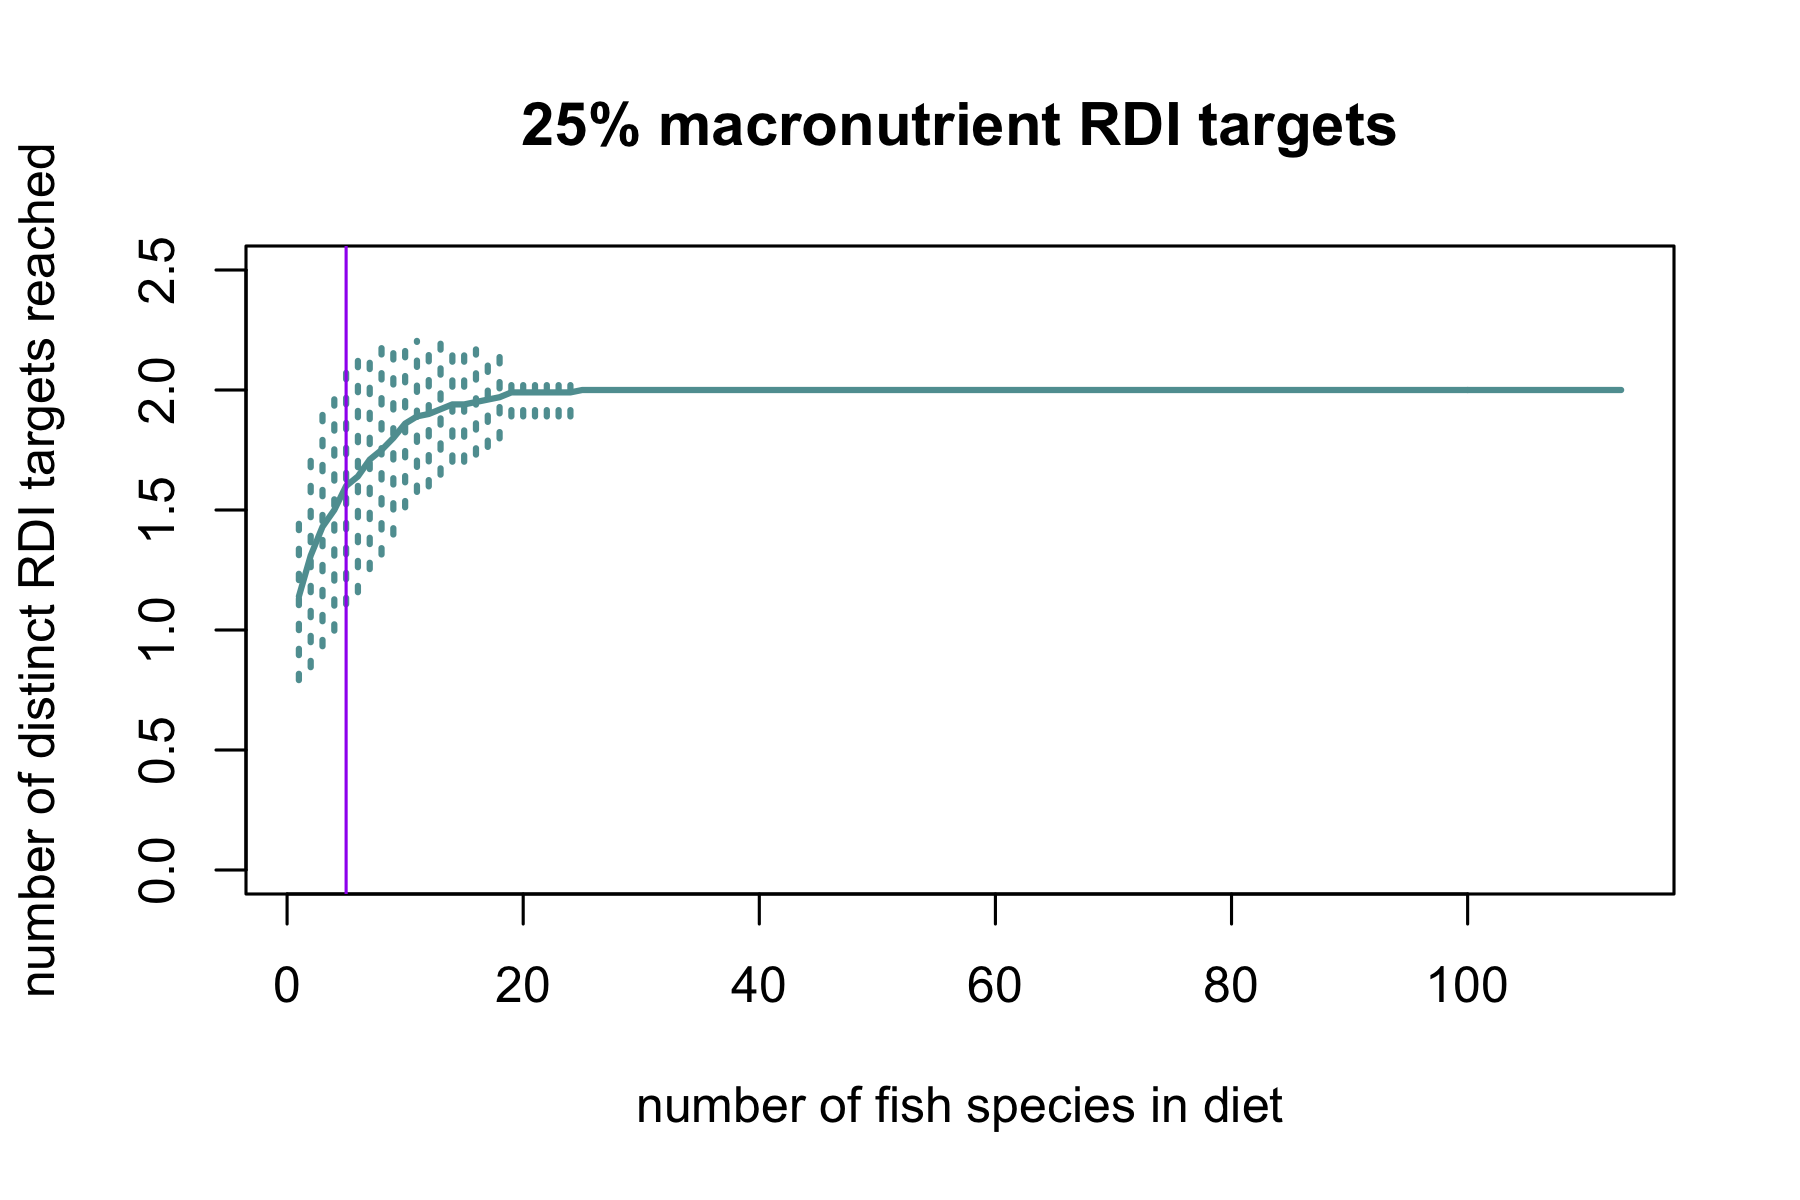 25% macronutrient RDI targets
number of distinct RDI targets reached
2.5
2.0
1.5
1.0
0.5
0.0
0 20 40 60 80 100
number of fish species in diet